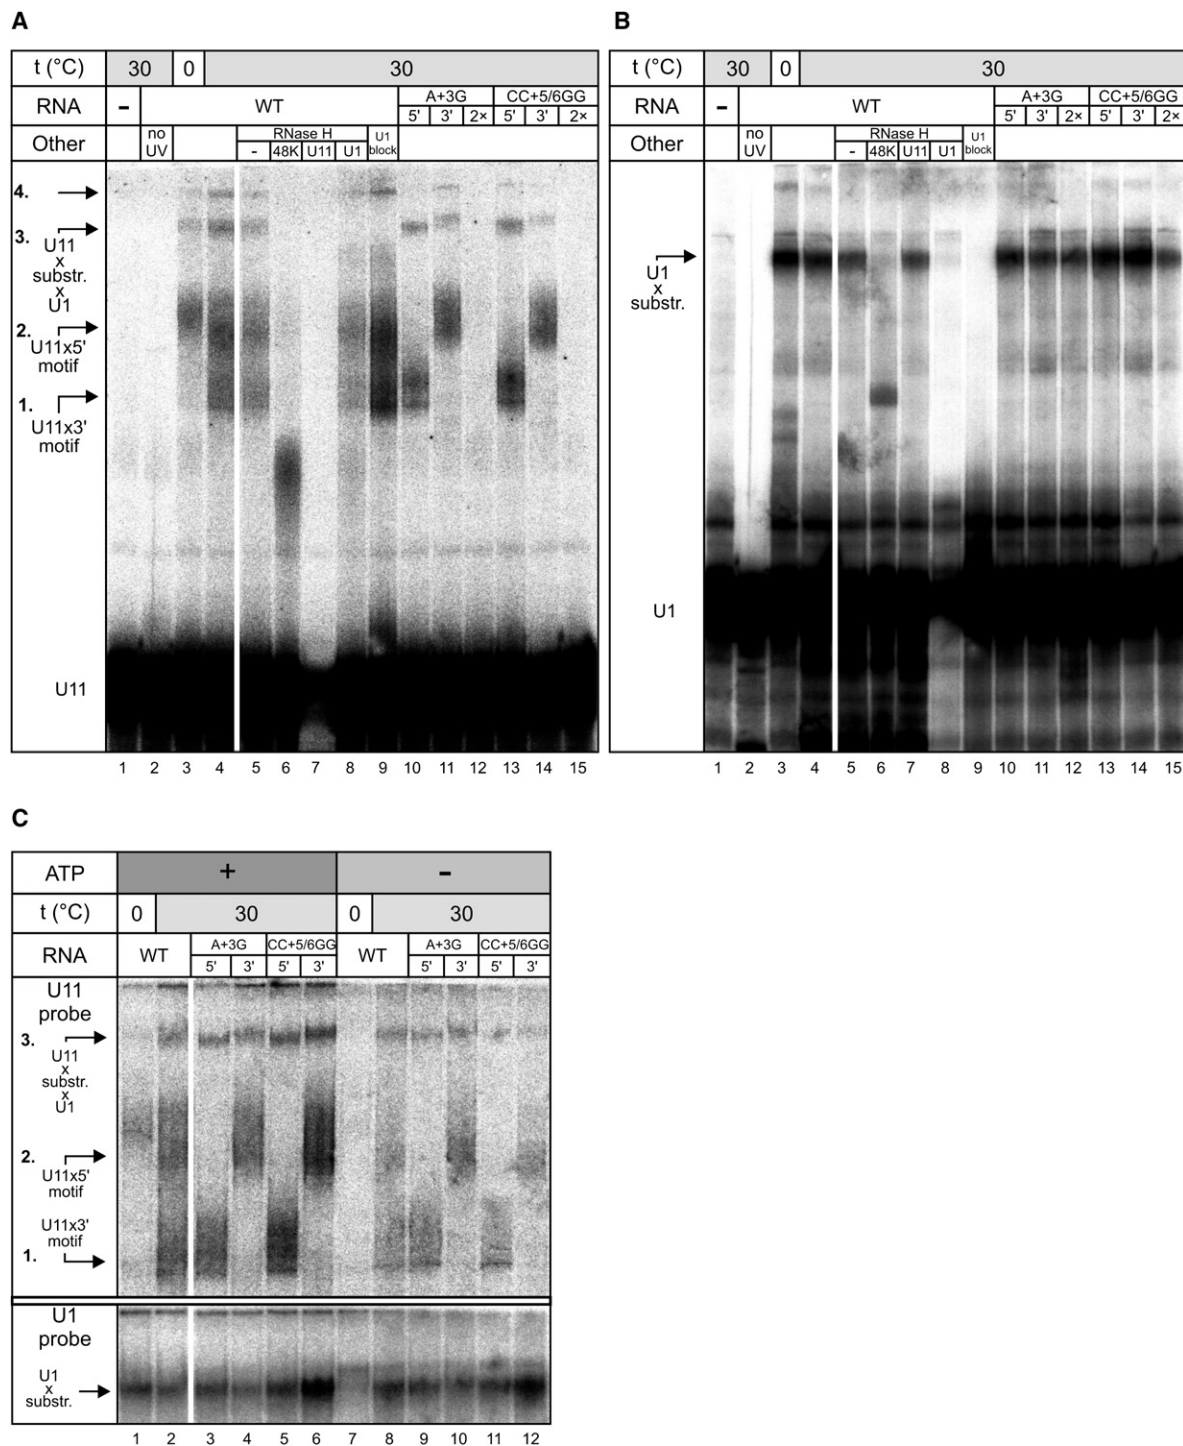 A
t (°C) 30 0 30
RNA – WT A+3G CC+5/6GG
5' 3' 2× 5' 3' 2×
Other no UV RNase H U1 block
- 48K U11 U1
4.
3.
U11
x
substr.
x
U1
2.
U11x5'
motif
1.
U11x3'
motif
U11
1 2 3 4 5 6 7 8 9 10 11 12 13 14 15
B
t (°C) 30 0 30
RNA – WT A+3G CC+5/6GG
5' 3' 2× 5' 3' 2×
Other no UV RNase H U1 block
- 48K U11 U1
U1
x
substr.
U1
1 2 3 4 5 6 7 8 9 10 11 12 13 14 15
C
ATP + -
t (°C) 0 30 0 30
RNA WT A+3G CC+5/6GG WT A+3G CC+5/6GG
5' 3' 5' 3' 5' 3' 5' 3'
U11
probe
3.
U11
x
substr.
x
U1
2.
U11x5'
motif
U11x3'
motif
1.
U1
probe
U1
x
substr.
1 2 3 4 5 6 7 8 9 10 11 12